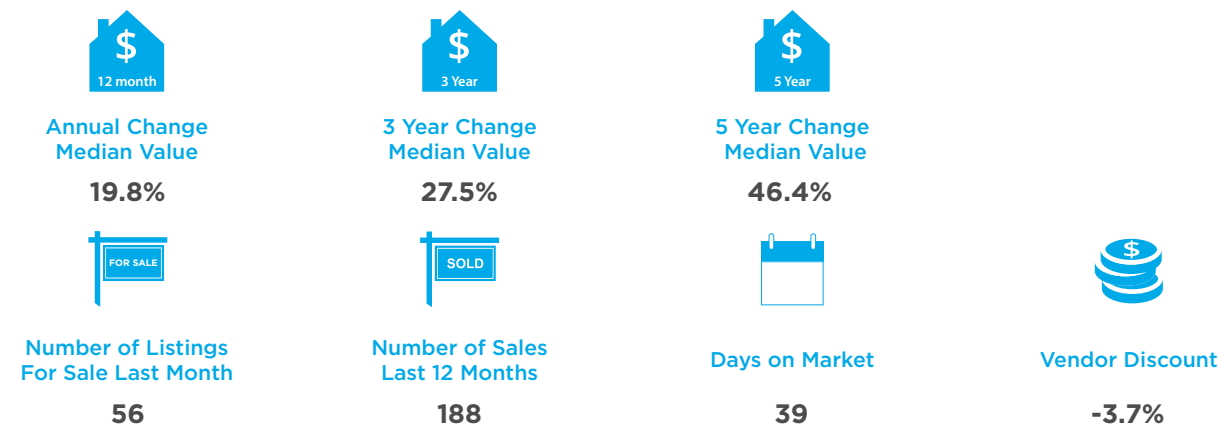 $
12 month
Annual Change
Median Value
19.8%
$
3 Year
3 Year Change
Median Value
27.5%
$
5 Year
5 Year Change
Median Value
46.4%
FOR SALE
Number of Listings
For Sale Last Month
56
SOLD
Number of Sales
Last 12 Months
188
Days on Market
39
$
Vendor Discount
-3.7%